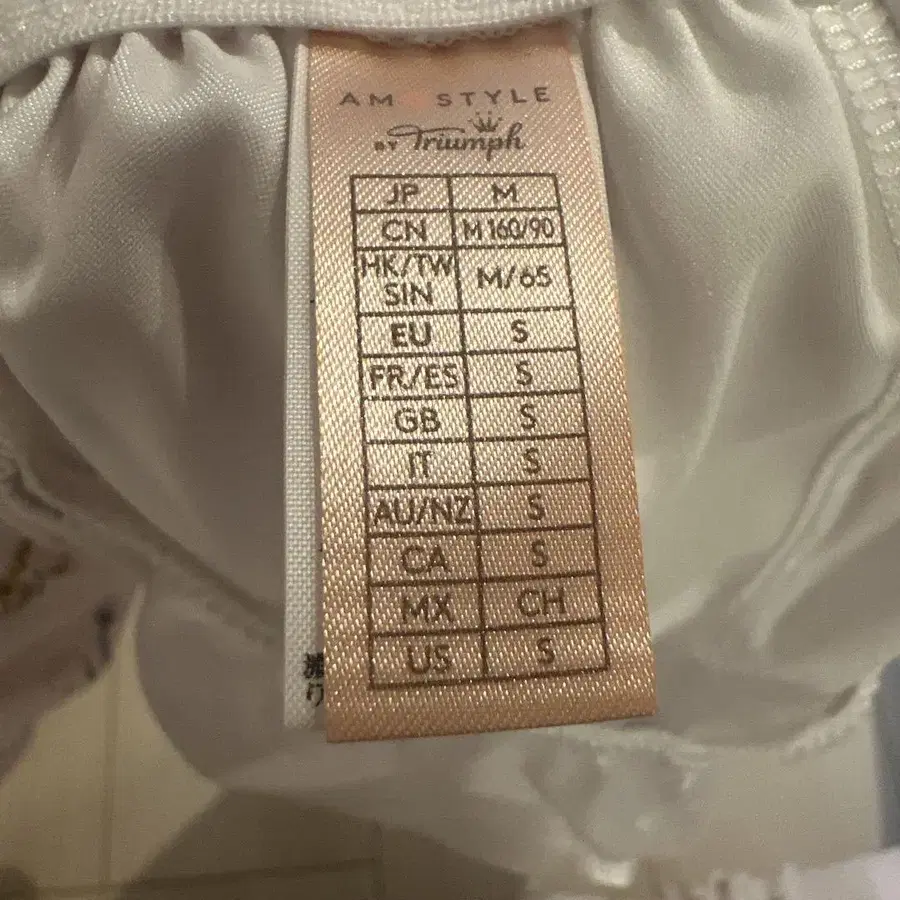 AM STYLE
BY Triumph
JP M
CN M 160/90
HK/TW SIN M/65
EU S
FR/ES S
GB S
IT S
AU/NZ S
CA S
MX CH
US S